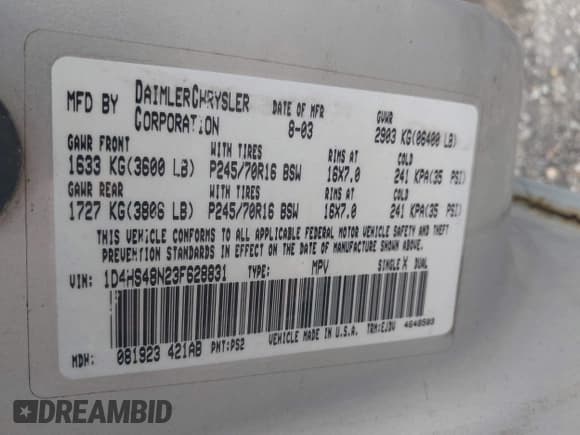 MFD BY DAIMLERCHRYSLER CORPORATION DATE OF MFR 8-03 GVWR 2903 KG(06400 LB)
GAWR FRONT WITH TIRES RIMS AT COLD
1633 KG(3600 LB) P245/70R16 BSW 16X7.0 241 KPA(35 PSI)
GAWR REAR WITH TIRES RIMS AT COLD
1727 KG(3806 LB) P245/70R16 BSW 16X7.0 241 KPA(35 PSI)
THIS VEHICLE CONFORMS TO ALL APPLICABLE FEDERAL MOTOR VEHICLE SAFETY, BUMPER, AND THEFT
PREVENTION STANDARDS IN EFFECT ON THE DATE OF MANUFACTURE SHOWN ABOVE.
VIN: 1D4HS48N23F628831 TYPE: MPV SINGLE X DUAL
MDH: 081923 421AB PNT:PS2 VEHICLE MADE IN U.S.A. TRM:EJDV 4648503
DREAMBID